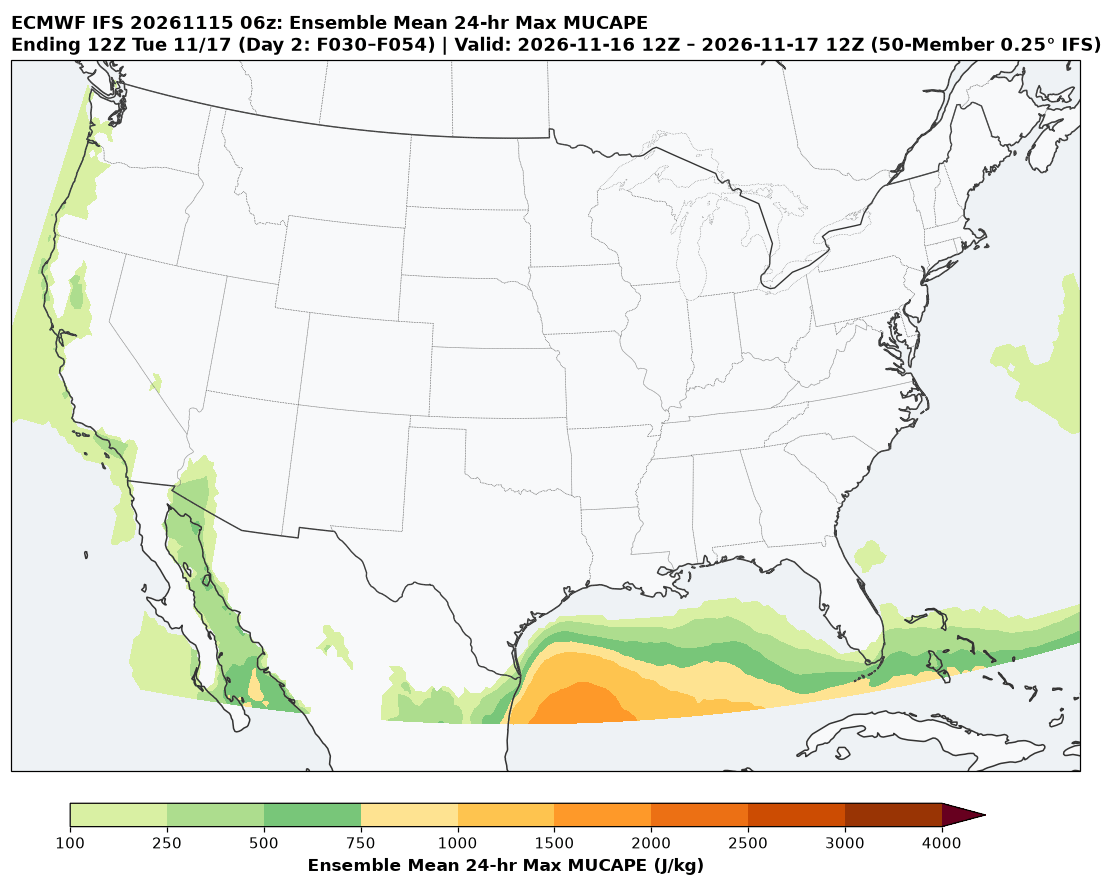 ECMWF IFS 20261115 06z: Ensemble Mean 24-hr Max MUCAPE
Ending 12Z Tue 11/17 (Day 2: F030–F054) | Valid: 2026-11-16 12Z – 2026-11-17 12Z (50-Member 0.25° IFS)
100 250 500 750 1000 1500 2000 2500 3000 4000
Ensemble Mean 24-hr Max MUCAPE (J/kg)